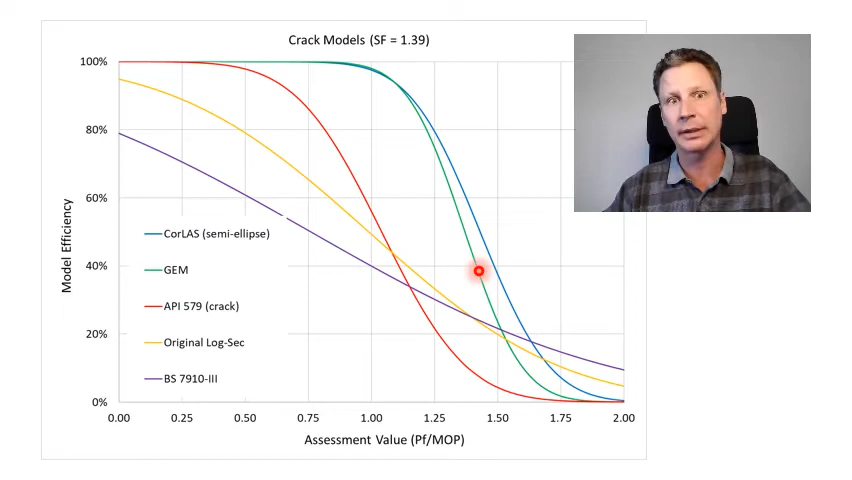 Crack Models (SF = 1.39)
100%
80%
60%
40%
20%
0%
Model Efficiency
CorLAS (semi-ellipse)
GEM
API 579 (crack)
Original Log-Sec
BS 7910-III
0.00 0.25 0.50 0.75 1.00 1.25 1.50 1.75 2.00
Assessment Value (Pf/MOP)